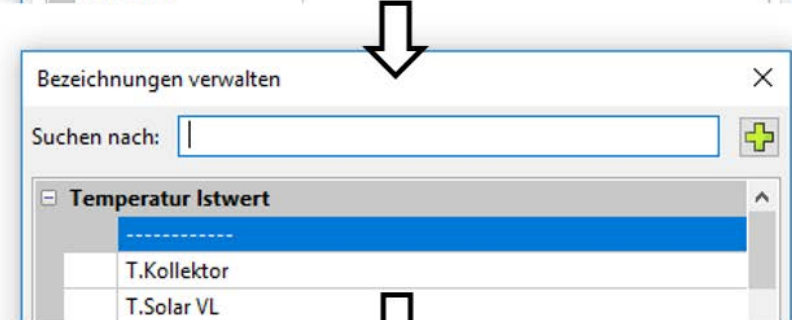 Bezeichnungen verwalten
Suchen nach:
Temperatur Istwert
------------
T.Kollektor
T.Solar VL